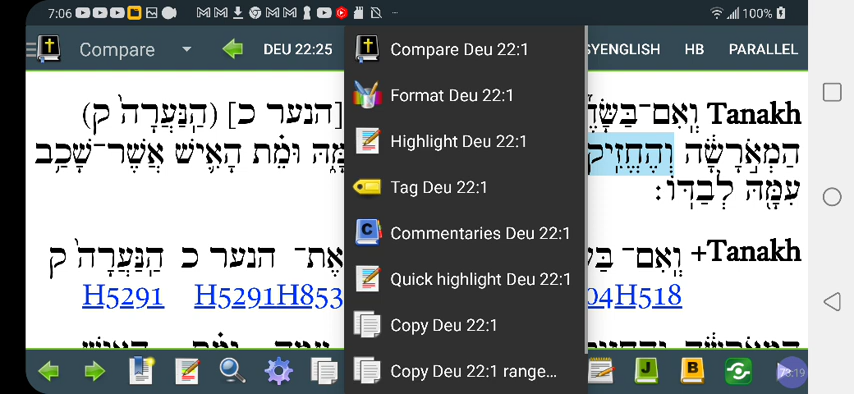 7:06
100%
Compare
DEU 22:25
SYENGLISH
HB
PARALLEL
Compare Deu 22:1
Format Deu 22:1
Highlight Deu 22:1
Tag Deu 22:1
Commentaries Deu 22:1
Quick highlight Deu 22:1
Copy Deu 22:1
Copy Deu 22:1 range...
Tanakh וְֽאִם־בַּשָּׂדֶ֞ [הנער כ] (הַֽנַּעֲרָה֙ ק)
הַמְאֹ֣רָשָׂ֔ה וְהֶחֱזִֽיק מָּ֑הּ וּמֵ֗ת הָאִ֛ישׁ אֲשֶׁר־שָׁכַ֥ב
עִמָּ֖הּ לְבַדּֽוֹ׃
Tanakh+ וְֽאִם־ אֶת־ הנער כ הַֽנַּעֲרָה֙ ק
H5291 H5291H853 04H518